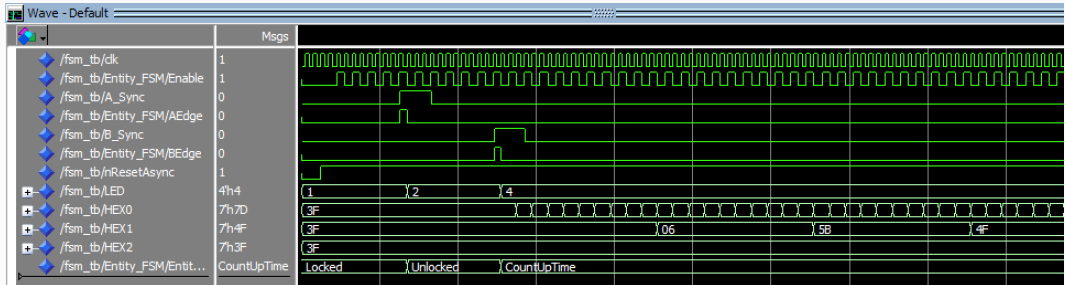 Wave - Default
Msgs
/fsm_tb/clk 1
/fsm_tb/Entity_FSM/Enable 1
/fsm_tb/A_Sync 0
/fsm_tb/Entity_FSM/AEdge 0
/fsm_tb/B_Sync 0
/fsm_tb/Entity_FSM/BEdge 0
/fsm_tb/nResetAsync 1
/fsm_tb/LED 4'h4 1 2 4
/fsm_tb/HEX0 7'h7D 3F
/fsm_tb/HEX1 7'h4F 3F 06 5B 4F
/fsm_tb/HEX2 7'h3F 3F
/fsm_tb/Entity_FSM/Entit... CountUpTime Locked Unlocked CountUpTime